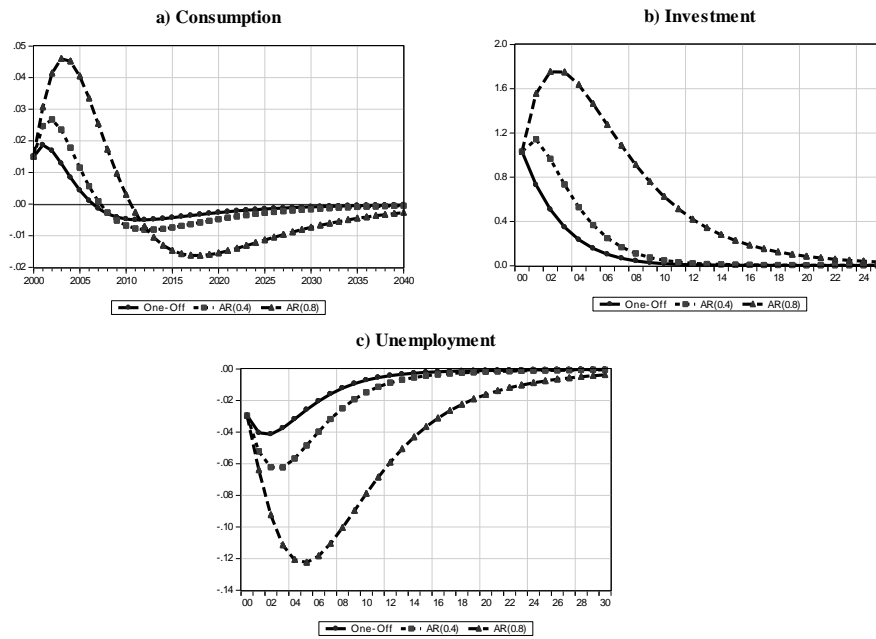 a) Consumption
.05
.04
.03
.02
.01
.00
-.01
-.02
2000 2005 2010 2015 2020 2025 2030 2035 2040
One-Off AR(0.4) AR(0.8)
b) Investment
2.0
1.6
1.2
0.8
0.4
0.0
00 02 04 06 08 10 12 14 16 18 20 22 24
One-Off AR(0.4) AR(0.8)
c) Unemployment
.00
-.02
-.04
-.06
-.08
-.10
-.12
-.14
00 02 04 06 08 10 12 14 16 18 20 22 24 26 28 30
One-Off AR(0.4) AR(0.8)